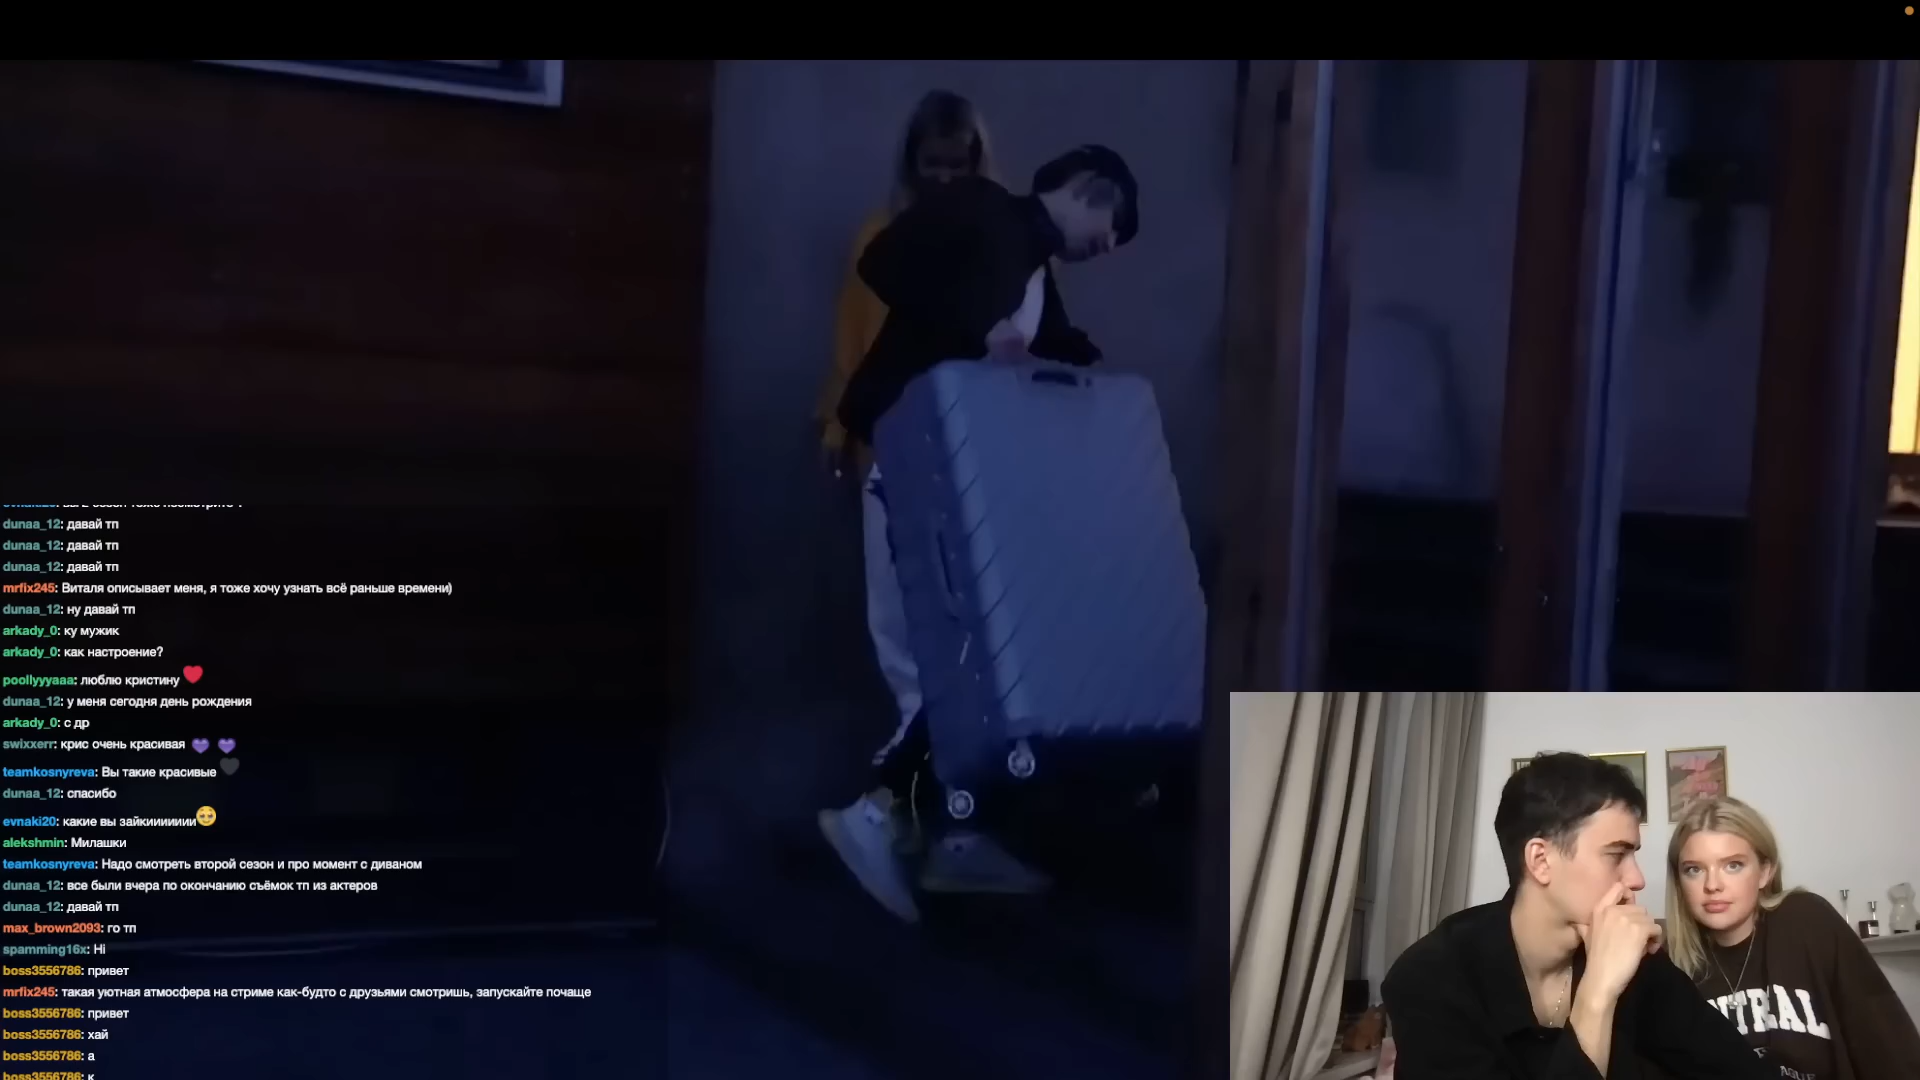 dunaa_12: давай тп
dunaa_12: давай тп
dunaa_12: давай тп
mrfix245: Виталя описывает меня, я тоже хочу узнать всё раньше времени)
dunaa_12: ну давай тп
arkady_0: ку мужик
arkady_0: как настроение?
poollyyyaaa: люблю кристину
dunaa_12: у меня сегодня день рождения
arkady_0: с др
swixxerr: крис очень красивая
teamkosnyreva: Вы такие красивые
dunaa_12: спасибо
evnaki20: какие вы зайкииииии
alekshmin: Милашки
teamkosnyreva: Надо смотреть второй сезон и про момент с диваном
dunaa_12: все были вчера по окончанию съёмок тп из актеров
dunaa_12: давай тп
max_brown2093: го тп
spamming16x: Hi
boss3556786: привет
mrfix245: такая уютная атмосфера на стриме как-будто с друзьями смотришь, запускайте почаще
boss3556786: привет
boss3556786: хай
boss3556786: а
boss3556786: к